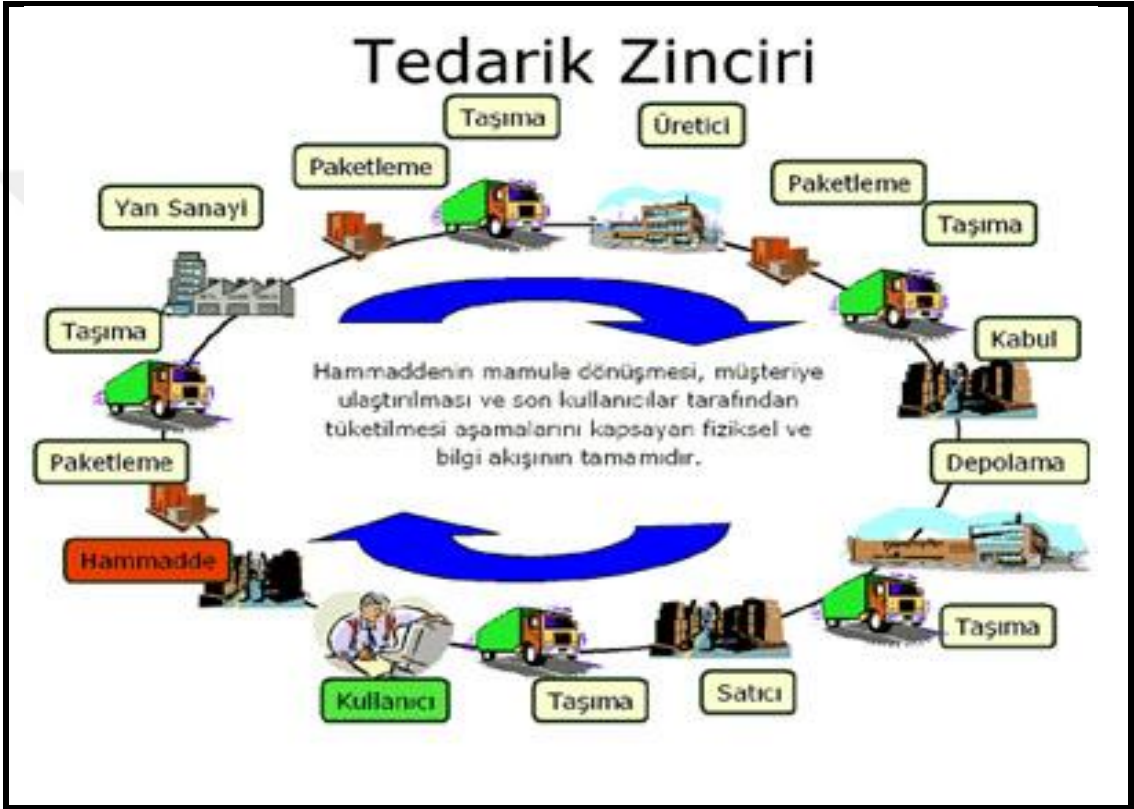 Tedarik Zinciri
Taşıma
Üretici
Paketleme
Paketleme
Yan Sanayi
Taşıma
Taşıma
Kabul
Hammaddenin mamule dönüşmesi, müşteriye
ulaştırılması ve son kullanıcılar tarafından
tüketilmesi aşamalarını kapsayan fiziksel ve
bilgi akışının tamamıdır.
Paketleme
Depolama
Hammadde
Taşıma
Kullanıcı
Taşıma
Satıcı